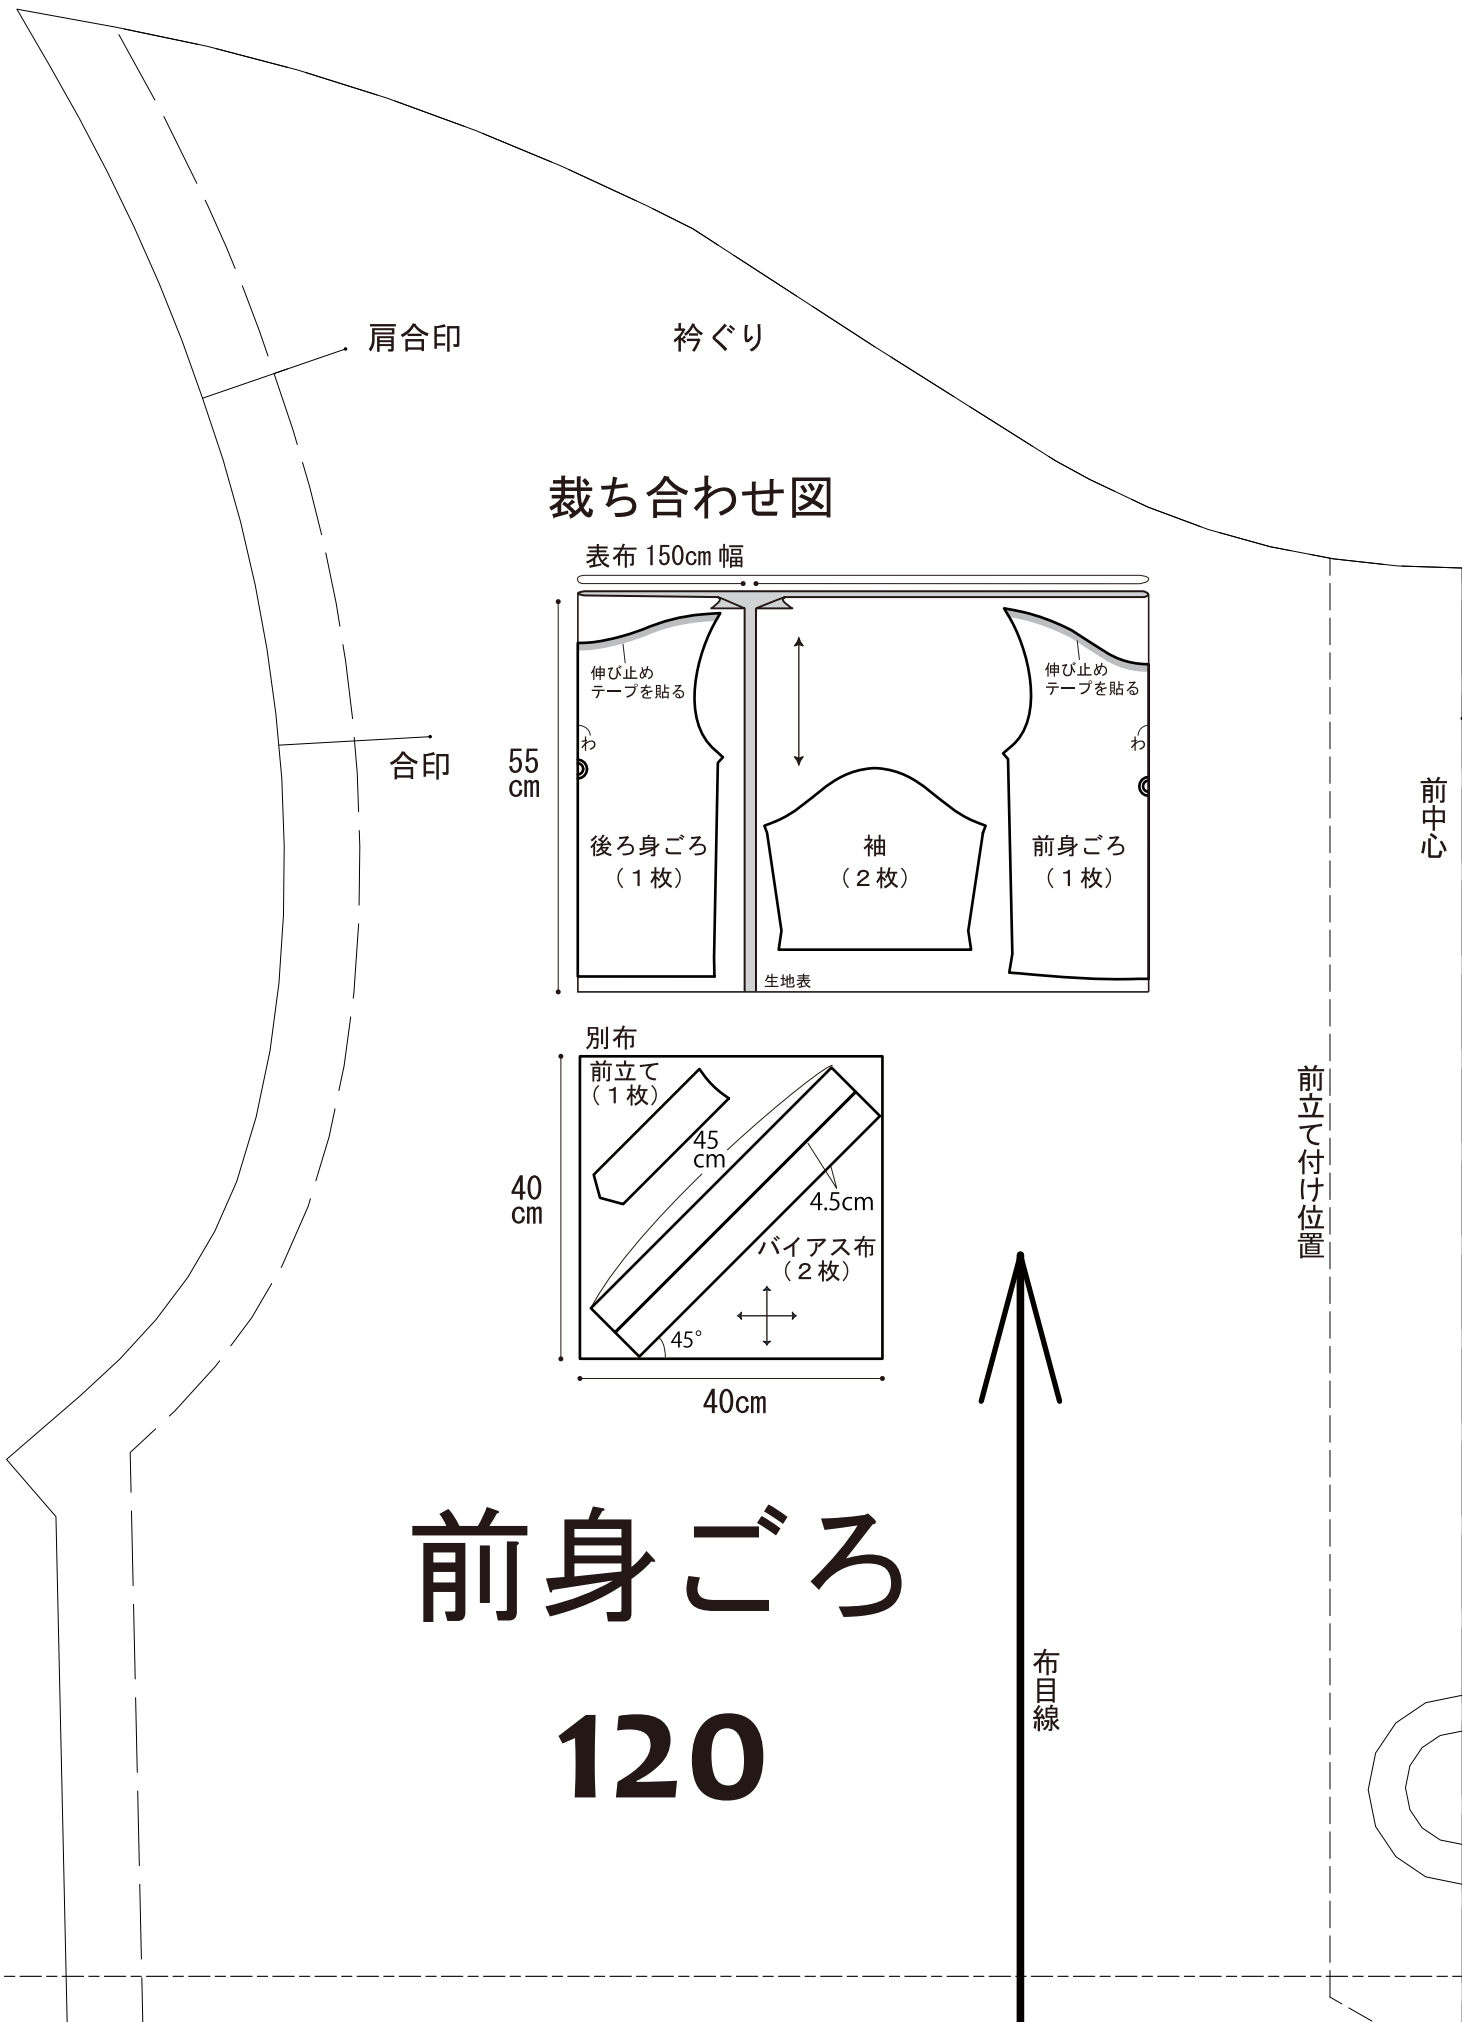 肩合印
衿ぐり
裁ち合わせ図
表布 150cm 幅
伸び止め
テープを貼る
伸び止め
テープを貼る
わ
わ
55
cm
合印
前中心
後ろ身ごろ
（１枚）
袖
（２枚）
前身ごろ
（１枚）
生地表
別布
前立て
（１枚）
45
cm
4.5cm
40
cm
バイアス布
（２枚）
45°
40cm
前立て付け位置
前身ごろ
布目線
120